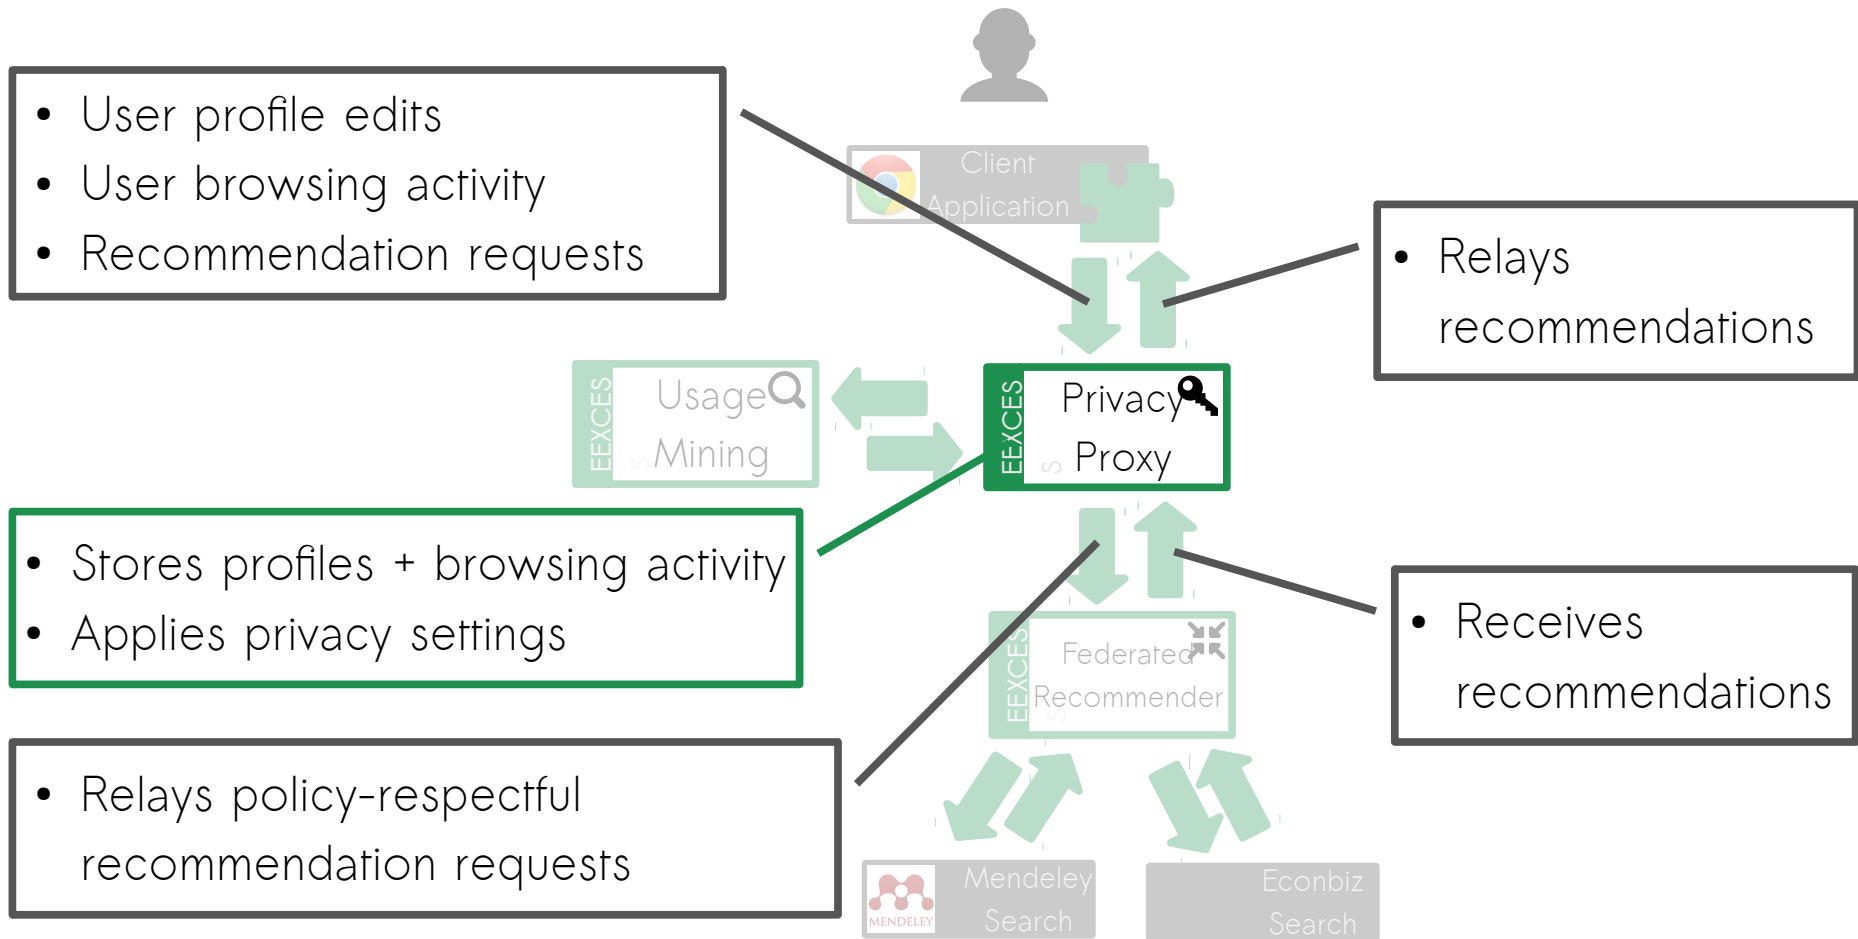 • User profile edits
• User browsing activity
• Recommendation requests
Client
Application
• Relays
recommendations
EEXCESS
Usage
Mining
EEXCESS
Privacy
Proxy
• Stores profiles + browsing activity
• Applies privacy settings
EEXCESS
Federated
Recommender
• Receives
recommendations
• Relays policy-respectful
recommendation requests
MENDELEY
Mendeley
Search
Econbiz
Search